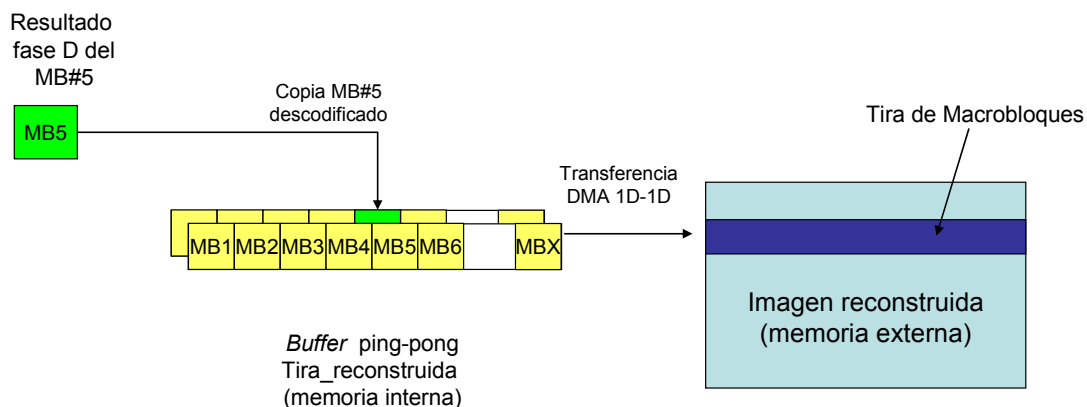 Resultado
fase D del
MB#5
MB5
Copia MB#5
descodificado
Transferencia
DMA 1D-1D
Tira de Macrobloques
MB1 MB2 MB3 MB4 MB5 MB6 MBX
Imagen reconstruida
(memoria externa)
Buffer ping-pong
Tira_reconstruida
(memoria interna)